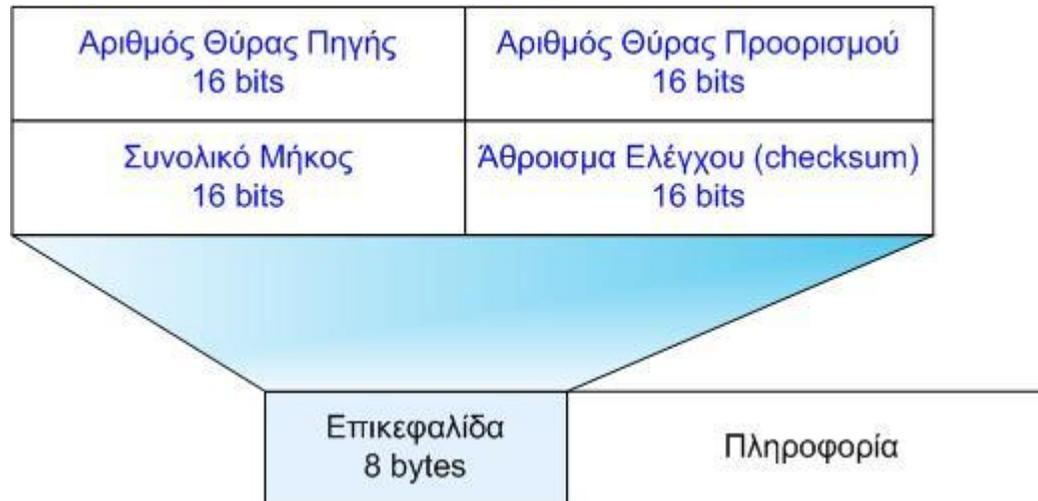 Αριθμός Θύρας Πηγής
16 bits
Αριθμός Θύρας Προορισμού
16 bits
Συνολικό Μήκος
16 bits
Άθροισμα Ελέγχου (checksum)
16 bits
Επικεφαλίδα
8 bytes
Πληροφορία